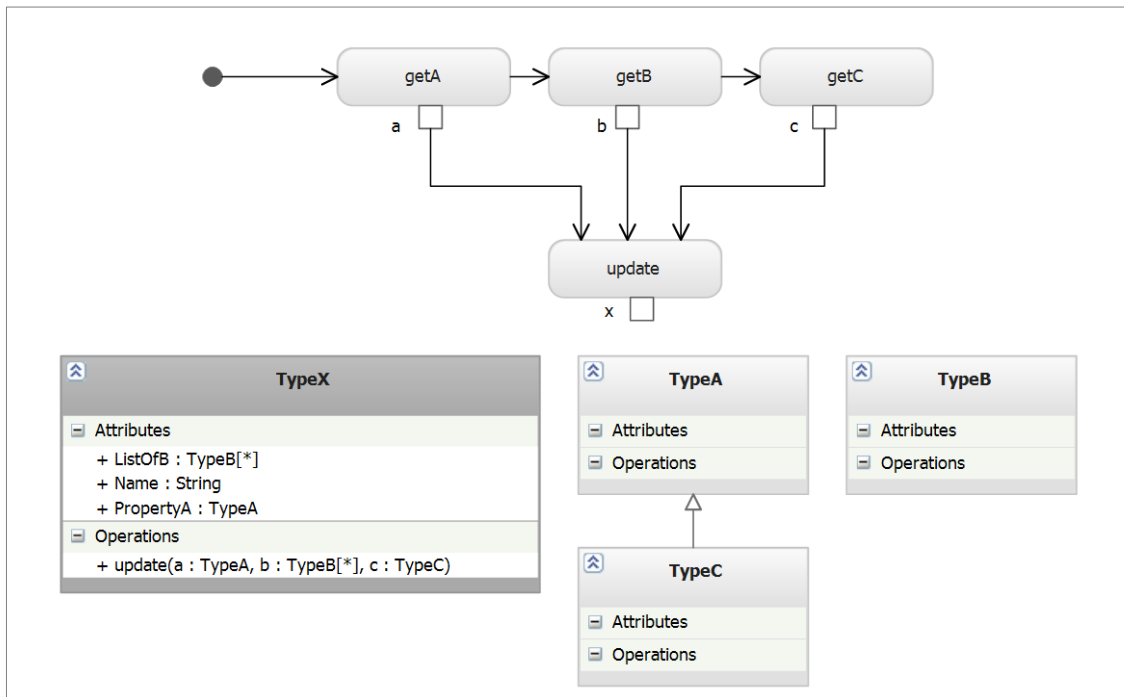 getA
getB
getC
a
b
c
update
x
TypeX
Attributes
+ ListOfB : TypeB[*]
+ Name : String
+ PropertyA : TypeA
Operations
+ update(a : TypeA, b : TypeB[*], c : TypeC)
TypeA
Attributes
Operations
TypeB
Attributes
Operations
TypeC
Attributes
Operations